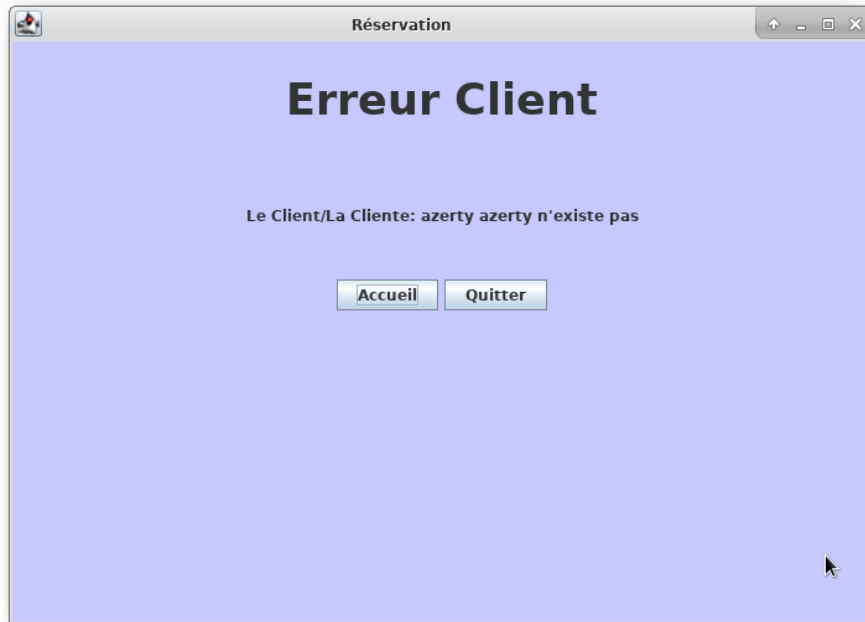 Réservation
Erreur Client
Le Client/La Cliente: azerty azerty n'existe pas
Accueil Quitter